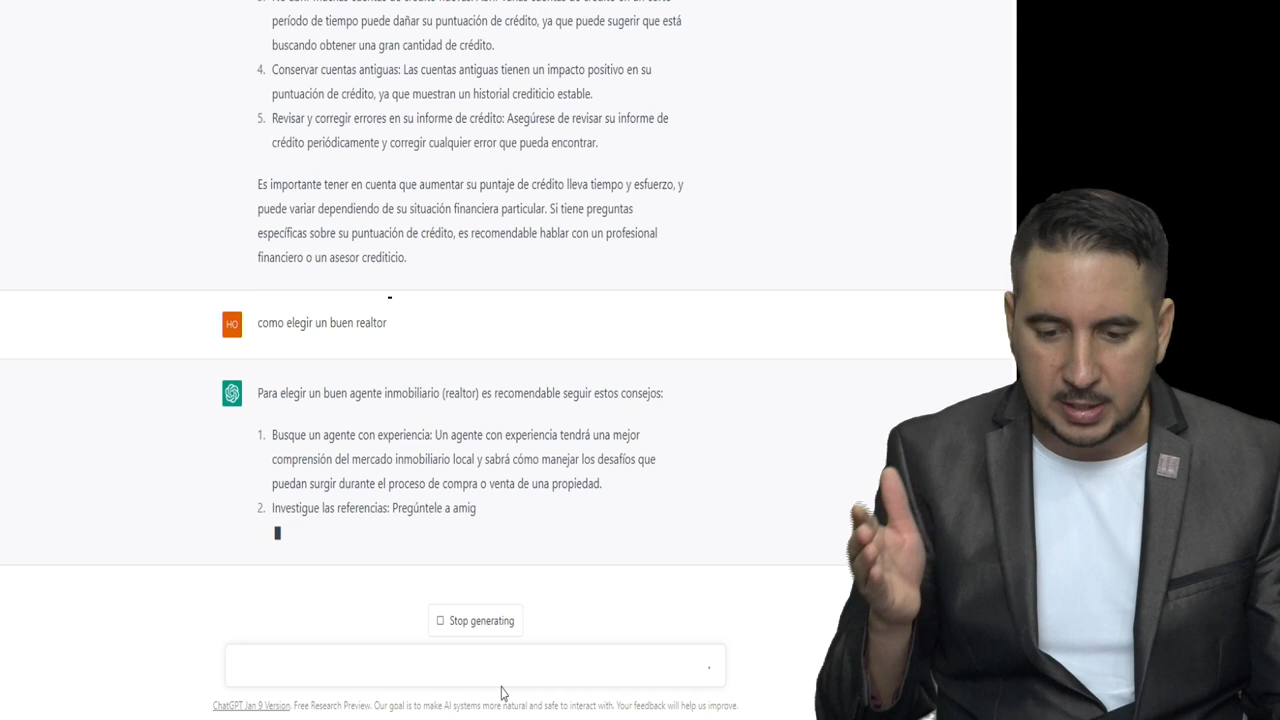 período de tiempo puede dañar su puntuación de crédito, ya que puede sugerir que está
buscando obtener una gran cantidad de crédito.
4. Conservar cuentas antiguas: Las cuentas antiguas tienen un impacto positivo en su
puntuación de crédito, ya que muestran un historial crediticio estable.
5. Revisar y corregir errores en su informe de crédito: Asegúrese de revisar su informe de
crédito periódicamente y corregir cualquier error que pueda encontrar.
Es importante tener en cuenta que aumentar su puntaje de crédito lleva tiempo y esfuerzo, y
puede variar dependiendo de su situación financiera particular. Si tiene preguntas
específicas sobre su puntuación de crédito, es recomendable hablar con un profesional
financiero o un asesor crediticio.
HO como elegir un buen realtor
Para elegir un buen agente inmobiliario (realtor) es recomendable seguir estos consejos:
1. Busque un agente con experiencia: Un agente con experiencia tendrá una mejor
comprensión del mercado inmobiliario local y sabrá cómo manejar los desafíos que
puedan surgir durante el proceso de compra o venta de una propiedad.
2. Investigue las referencias: Pregúntele a amig
Stop generating
ChatGPT Jan 9 Version. Free Research Preview. Our goal is to make AI systems more natural and safe to interact with. Your feedback will help us improve.